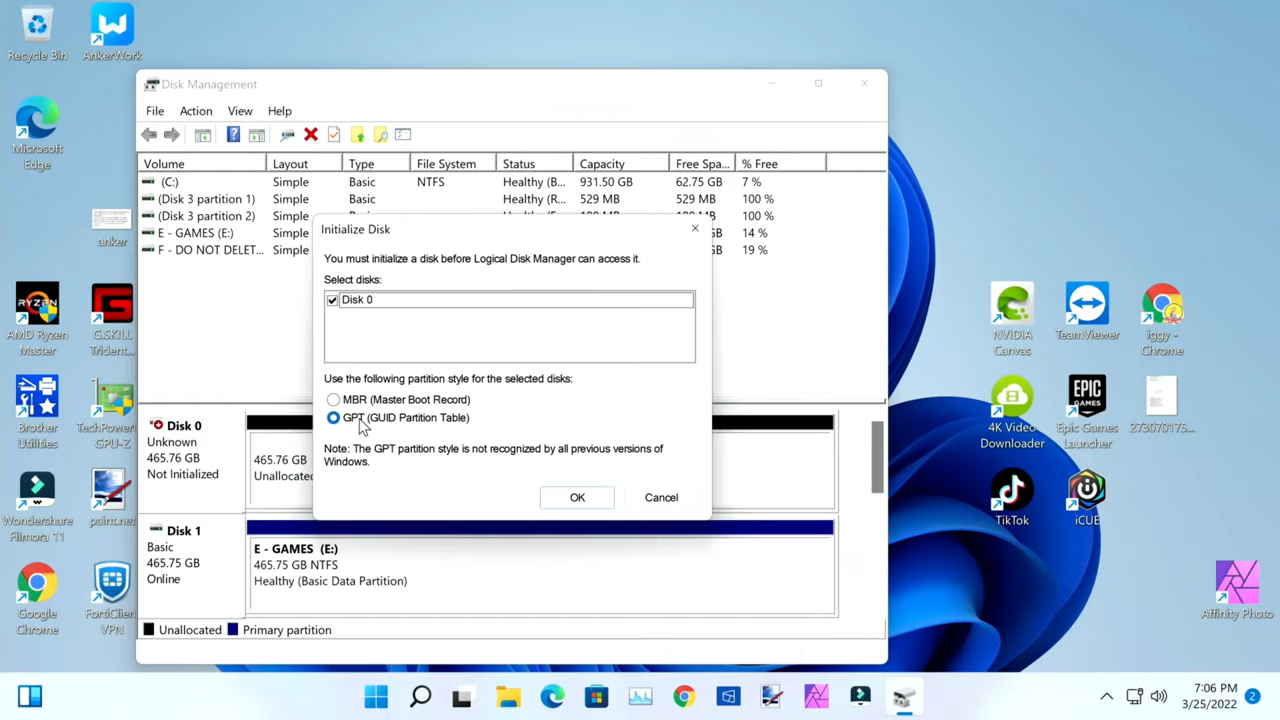 Recycle Bin
AnkerWork
Microsoft
Edge
anker
AMD Ryzen
Master
G.SKILL
Trident...
Brother
Utilities
TechPowerU
GPU-Z
Wondershare
Filmora 11
paint.net
Google
Chrome
FortiClient
VPN
Disk Management
File Action View Help
Volume Layout Type File System Status Capacity Free Spa... % Free
(C:) Simple Basic NTFS Healthy (B... 931.50 GB 62.75 GB 7 %
(Disk 3 partition 1) Simple Basic Healthy (R... 529 MB 529 MB 100 %
(Disk 3 partition 2) Simple 100 %
E - GAMES (E:) Simple 14 %
F - DO NOT DELET... Simple 19 %
Initialize Disk
You must initialize a disk before Logical Disk Manager can access it.
Select disks:
Disk 0
Use the following partition style for the selected disks:
MBR (Master Boot Record)
GPT (GUID Partition Table)
Note: The GPT partition style is not recognized by all previous versions of
Windows.
OK Cancel
Disk 0
Unknown
465.76 GB
Not Initialized
465.76 GB
Unallocated
Disk 1
Basic
465.75 GB
Online
E - GAMES (E:)
465.75 GB NTFS
Healthy (Basic Data Partition)
Unallocated Primary partition
NVIDIA
Canvas
TeamViewer
iggy -
Chrome
4K Video
Downloader
EPIC
GAMES
Epic Games
Launcher
273070175...
TikTok
iCUE
Affinity Photo
7:06 PM
3/25/2022
2